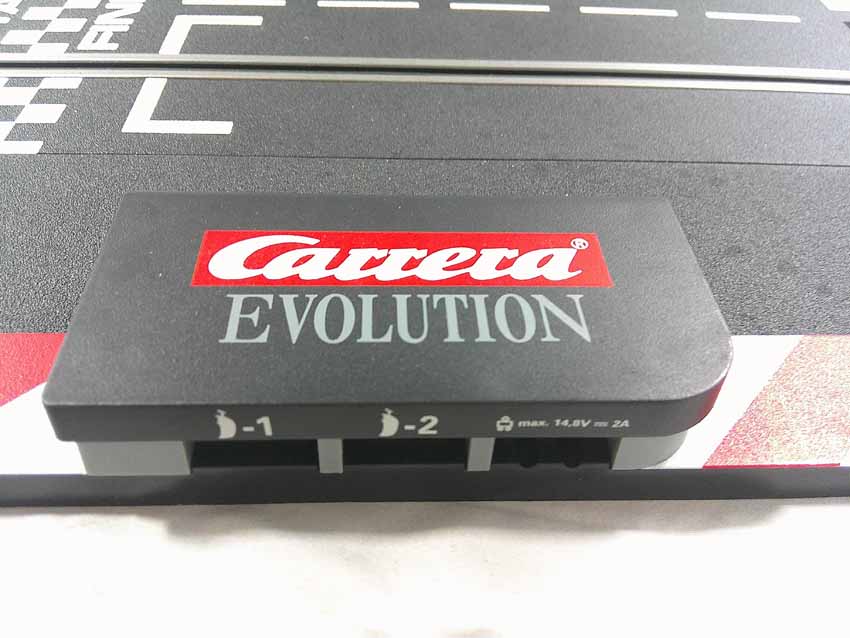 Carrera®
EVOLUTION
-1 -2 max. 14,8V ⎓ 2A